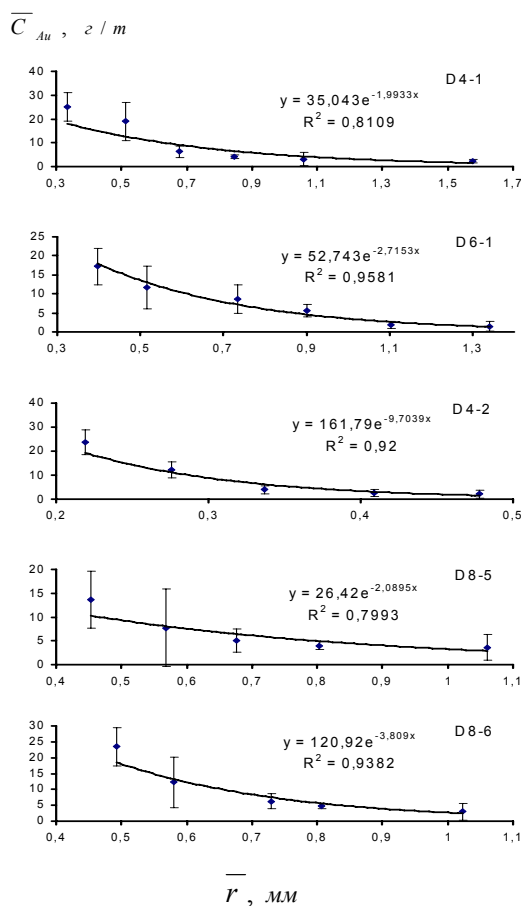 C̅ Au , г / т
40
30
20
10
0
0,3 0,5 0,7 0,9 1,1 1,3 1,5 1,7
D4-1
y = 35,043e^-1,9933x
R² = 0,8109
25
20
15
10
5
0
0,3 0,5 0,7 0,9 1,1 1,3
D6-1
y = 52,743e^-2,7153x
R² = 0,9581
40
30
20
10
0
0,2 0,3 0,4 0,5
D4-2
y = 161,79e^-9,7039x
R² = 0,92
20
15
10
5
0
0,4 0,5 0,6 0,7 0,8 0,9 1 1,1
D8-5
y = 26,42e^-2,0895x
R² = 0,7993
30
25
20
15
10
5
0
0,4 0,5 0,6 0,7 0,8 0,9 1 1,1
D8-6
y = 120,92e^-3,809x
R² = 0,9382
r̅ , мм